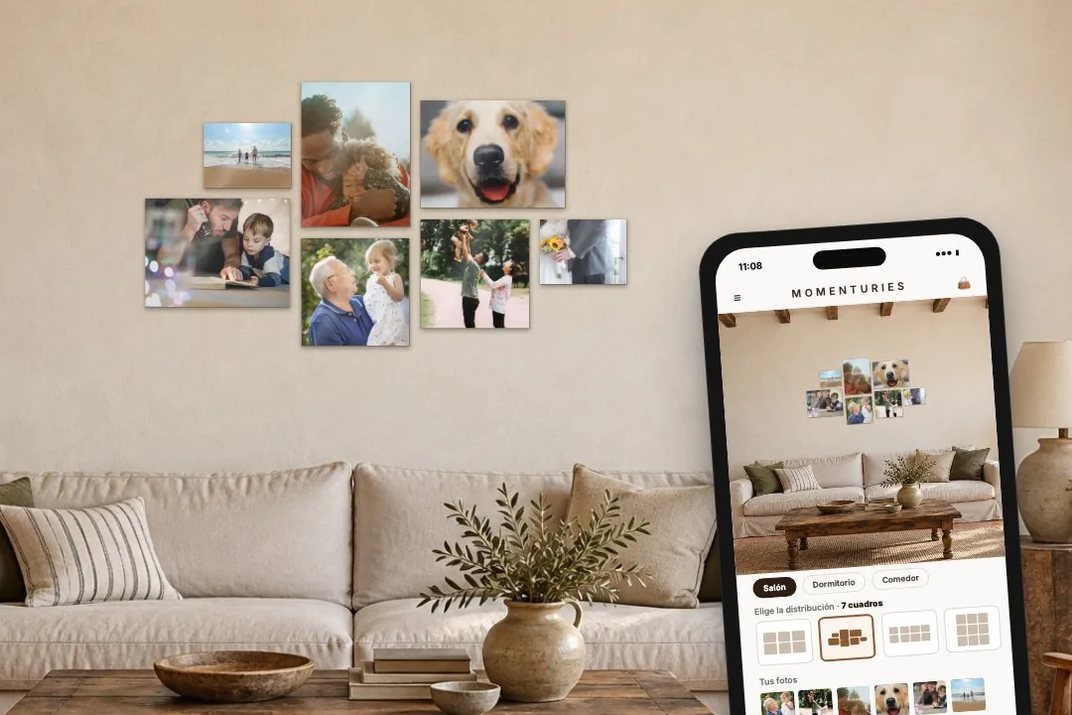 11:08
MOMENTURIES
Salón
Dormitorio
Comedor
Elige la distribución · 7 cuadros
Tus fotos